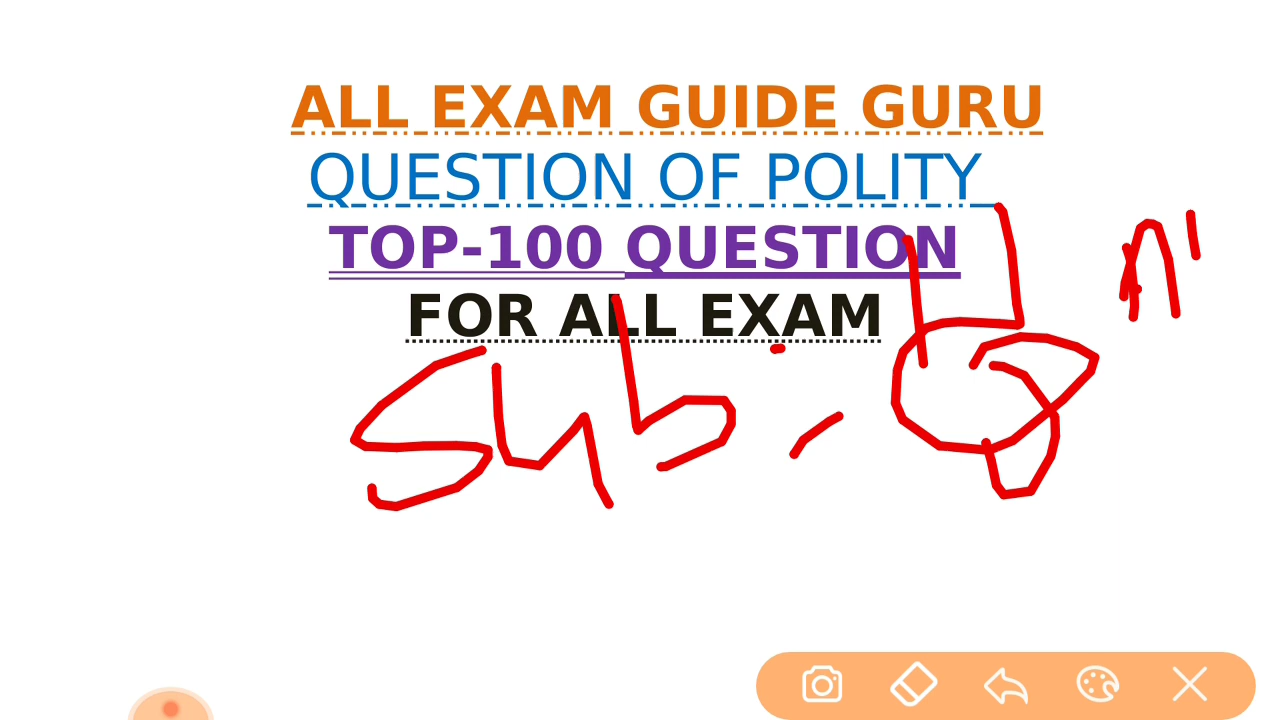 ALL EXAM GUIDE GURU
QUESTION OF POLITY
TOP-100 QUESTION
FOR ALL EXAM
Sub